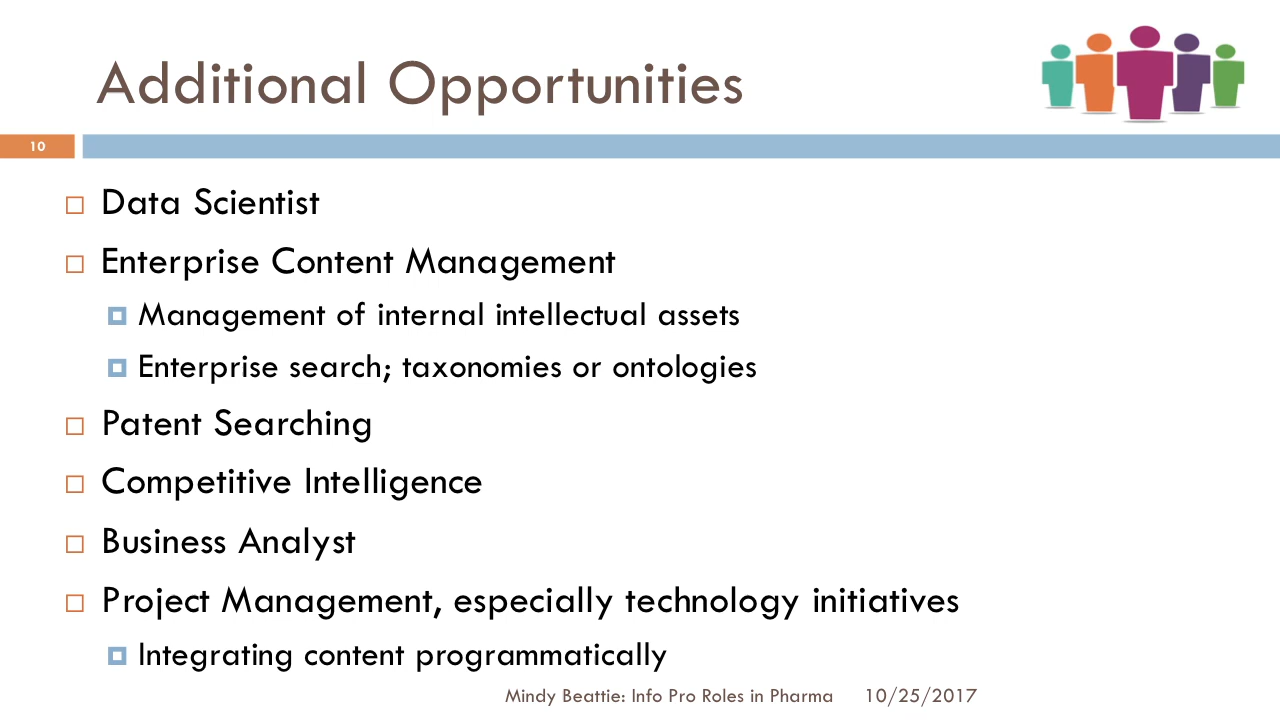 Additional Opportunities
10
Data Scientist
Enterprise Content Management
Management of internal intellectual assets
Enterprise search; taxonomies or ontologies
Patent Searching
Competitive Intelligence
Business Analyst
Project Management, especially technology initiatives
Integrating content programmatically
Mindy Beattie: Info Pro Roles in Pharma 10/25/2017